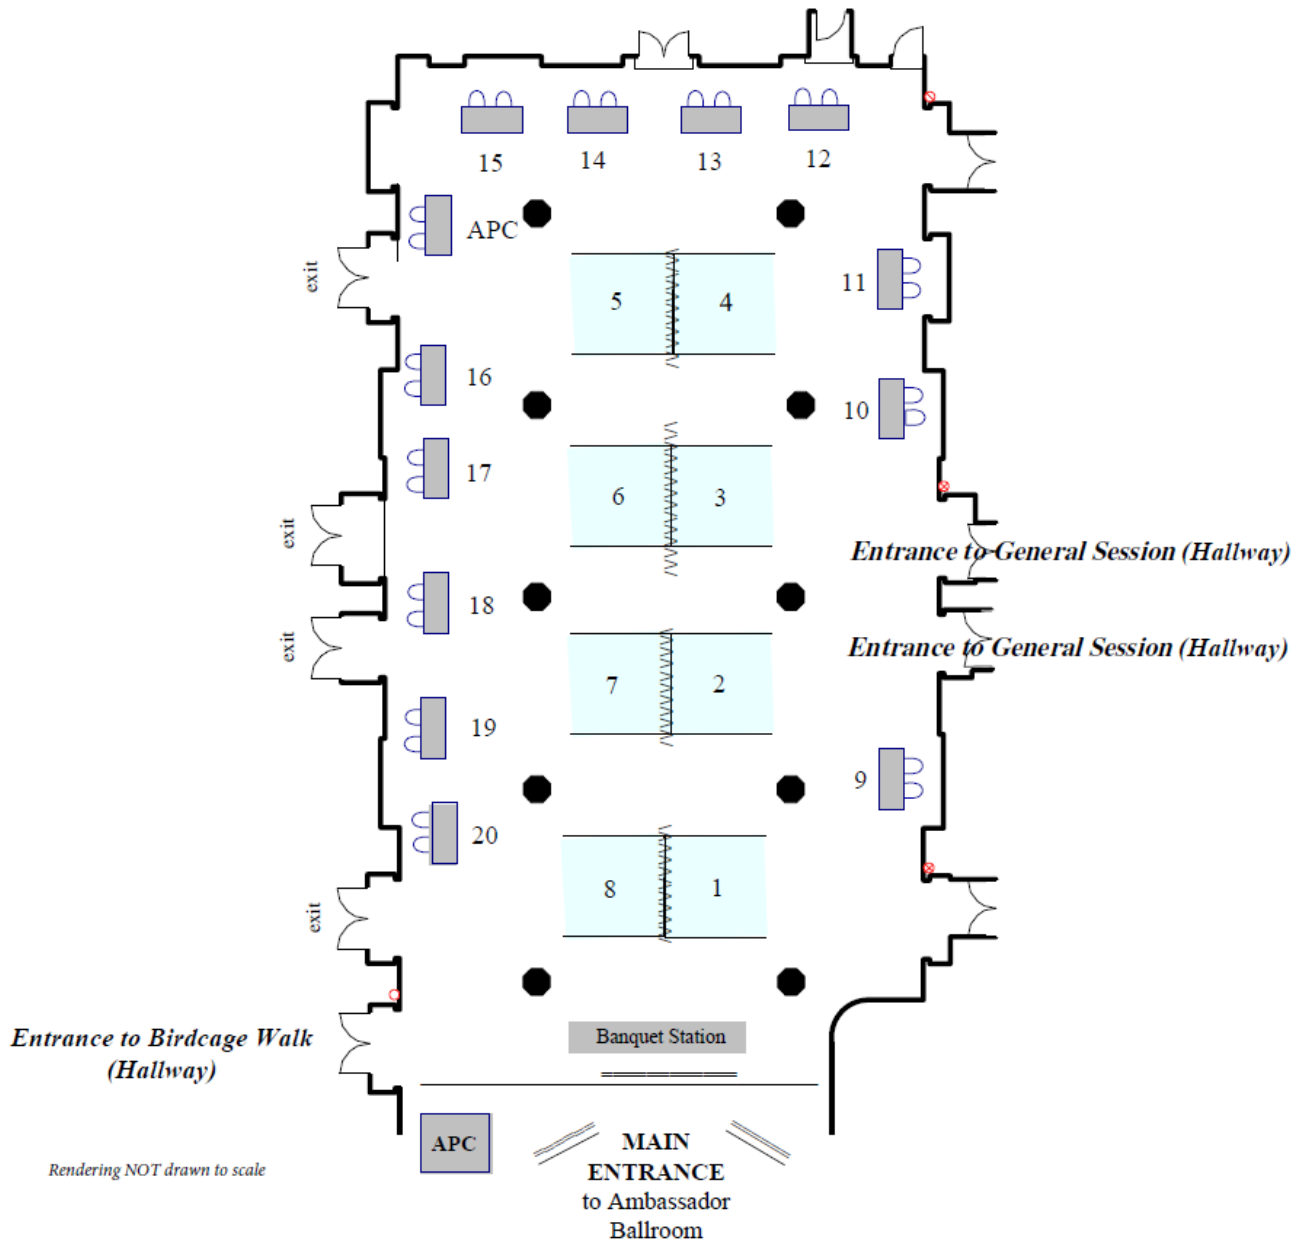 15
14
13
12
APC
exit
5
4
11
16
10
17
6
3
exit
Entrance to General Session (Hallway)
18
exit
Entrance to General Session (Hallway)
7
2
19
9
20
8
1
exit
Entrance to Birdcage Walk
(Hallway)
Banquet Station
APC
MAIN
ENTRANCE
to Ambassador
Ballroom
Rendering NOT drawn to scale